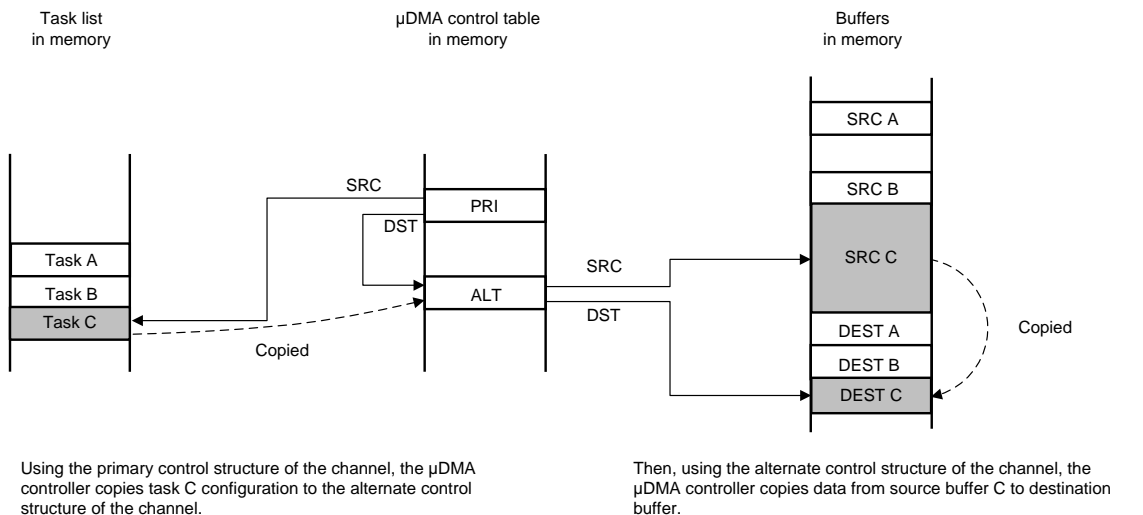 Task list
in memory
µDMA control table
in memory
Buffers
in memory
SRC A
SRC B
SRC
PRI
DST
SRC C
Task A
SRC
Task B
ALT
DST
Task C
Copied
DEST A
Copied
DEST B
DEST C
Using the primary control structure of the channel, the µDMA
controller copies task C configuration to the alternate control
structure of the channel.
Then, using the alternate control structure of the channel, the
µDMA controller copies data from source buffer C to destination
buffer.